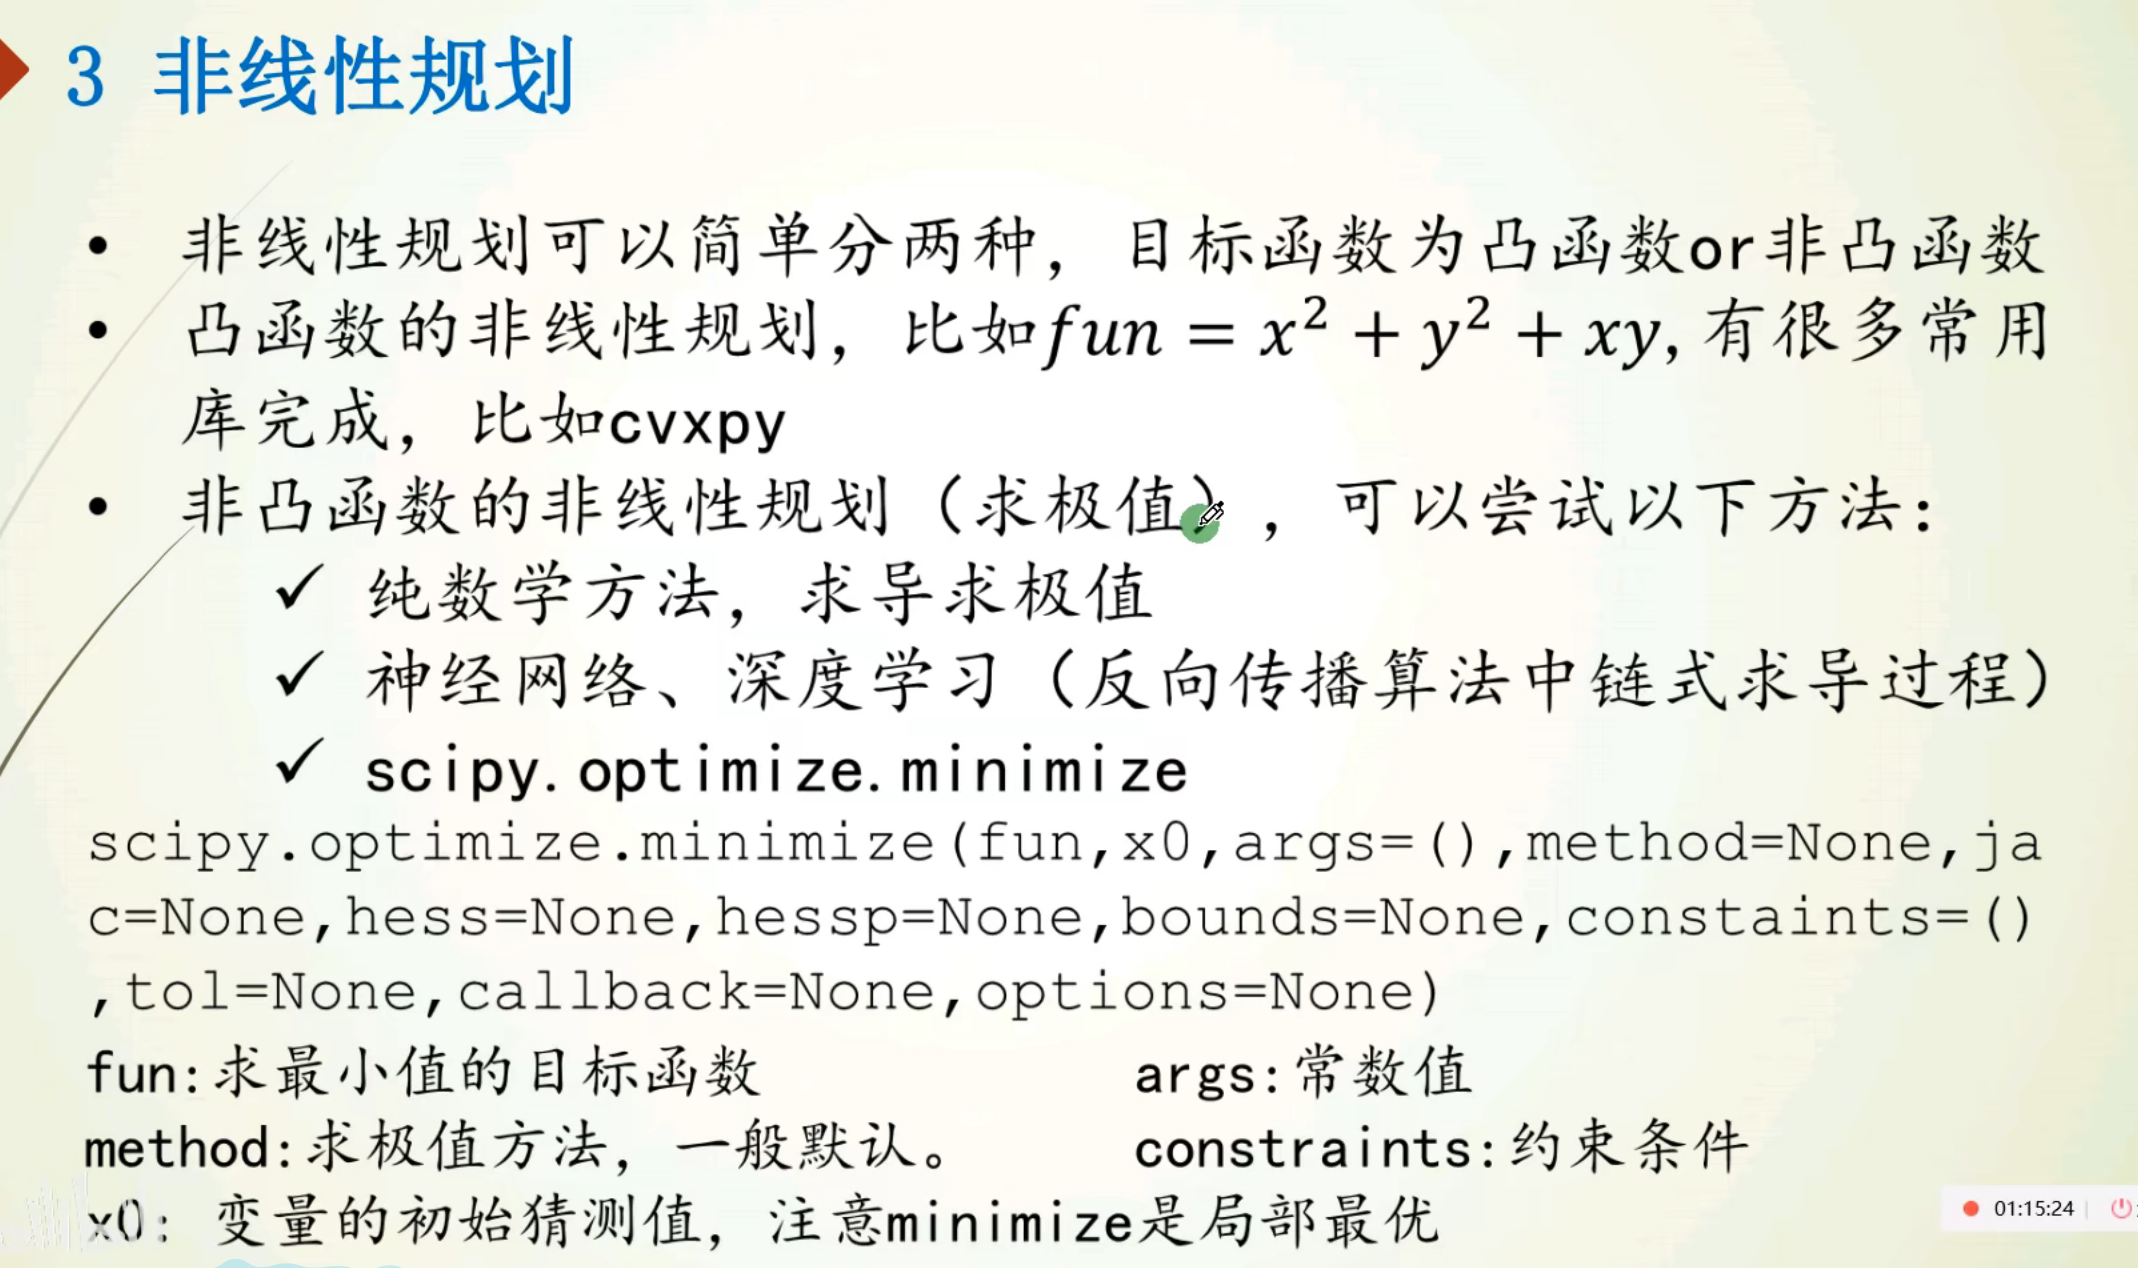 3 非线性规划
• 非线性规划可以简单分两种，目标函数为凸函数or非凸函数
• 凸函数的非线性规划，比如fun = x² + y² + xy,有很多常用
库完成，比如cvxpy
• 非凸函数的非线性规划（求极值），可以尝试以下方法：
✓ 纯数学方法，求导求极值
✓ 神经网络、深度学习（反向传播算法中链式求导过程）
✓ scipy.optimize.minimize
scipy.optimize.minimize(fun,x0,args=(),method=None,ja
c=None,hess=None,hessp=None,bounds=None,constaints=()
,tol=None,callback=None,options=None)
fun:求最小值的目标函数 args:常数值
method:求极值方法，一般默认。 constraints:约束条件
x0: 变量的初始猜测值，注意minimize是局部最优
01:15:24